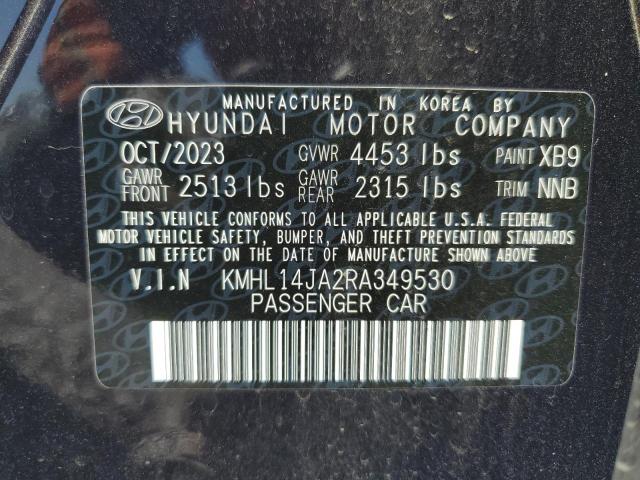 MANUFACTURED IN KOREA BY
HYUNDAI MOTOR COMPANY
OCT/2023 GVWR 4453 lbs PAINT XB9
GAWR FRONT 2513 lbs GAWR REAR 2315 lbs TRIM NNB
THIS VEHICLE CONFORMS TO ALL APPLICABLE U.S.A. FEDERAL
MOTOR VEHICLE SAFETY, BUMPER, AND THEFT PREVENTION STANDARDS
IN EFFECT ON THE DATE OF MANUFACTURE SHOWN ABOVE.
V.I.N KMHL14JA2RA349530
PASSENGER CAR